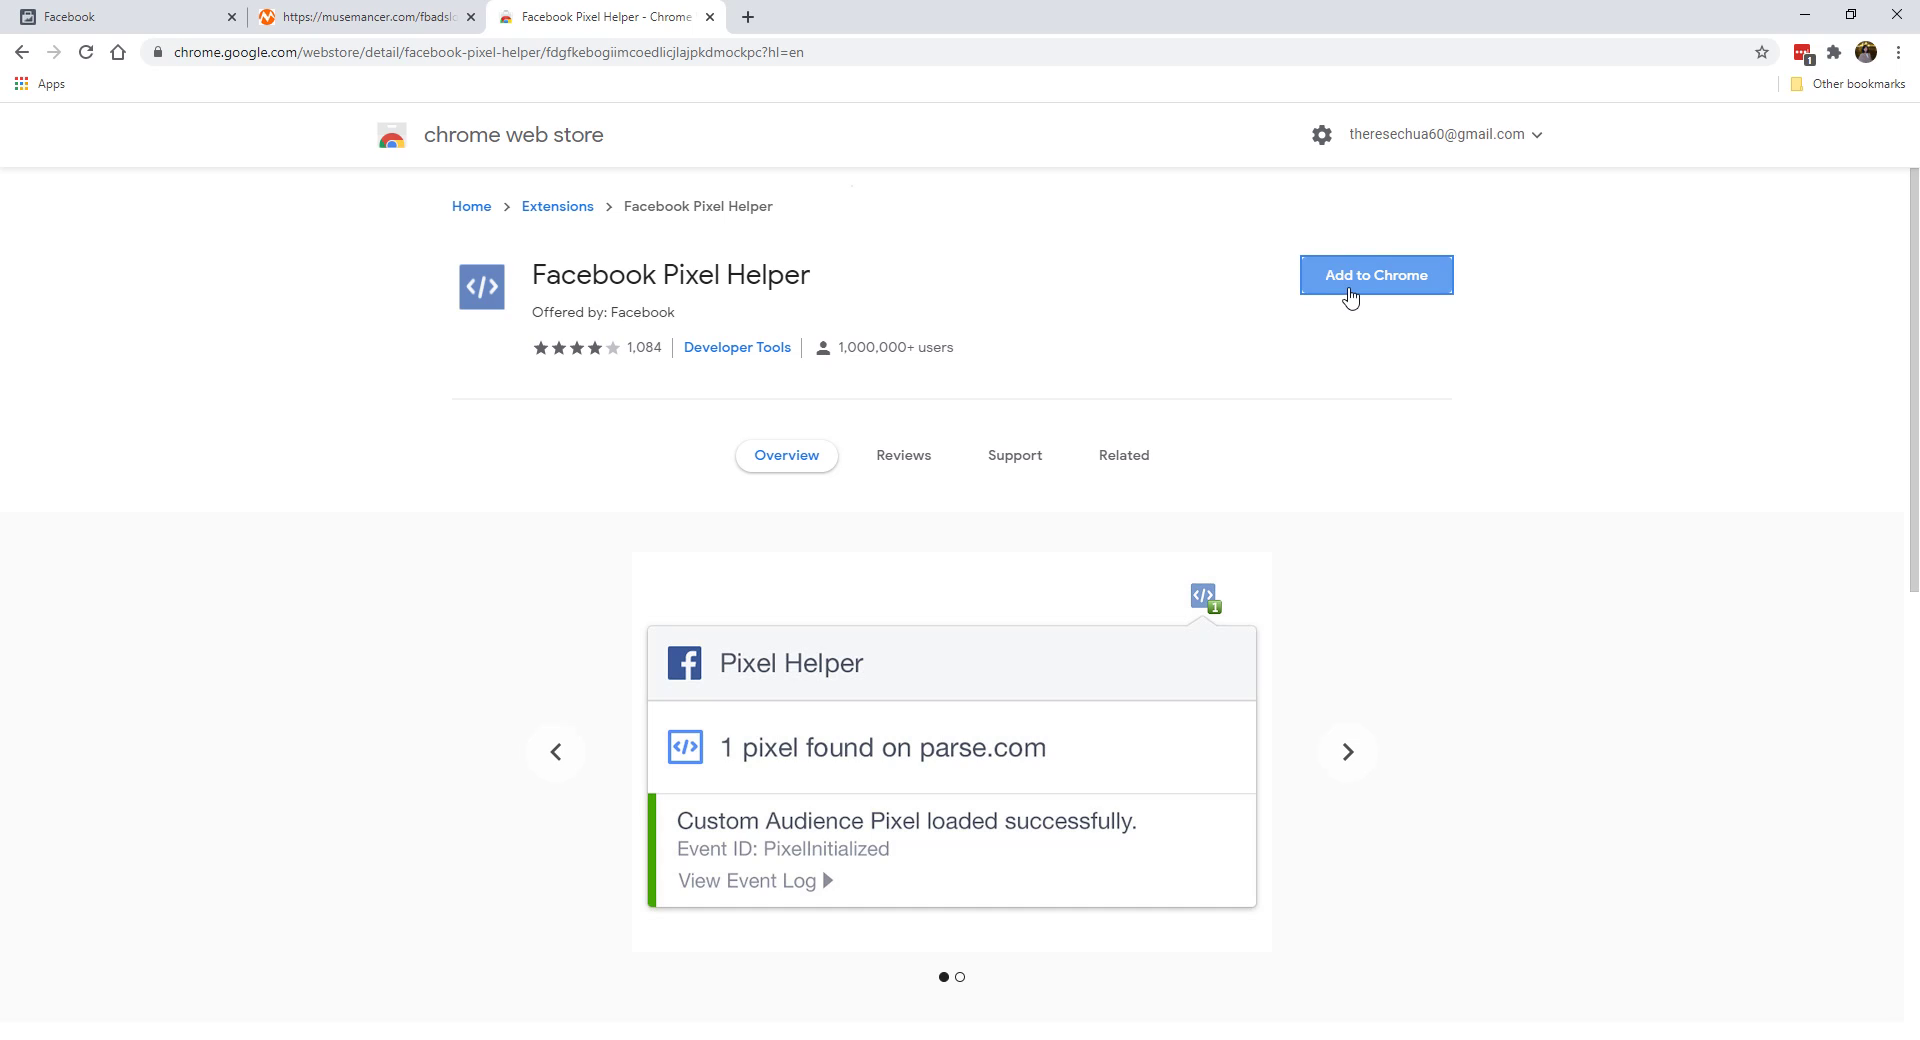 Facebook
https://musemancer.com/fbadslo
Facebook Pixel Helper - Chrome
chrome.google.com/webstore/detail/facebook-pixel-helper/fdgfkebogiimcoedlicjlajpkdmockpc?hl=en
1
Apps
Other bookmarks
chrome web store
theresechua60@gmail.com
Home > Extensions > Facebook Pixel Helper
</>
Facebook Pixel Helper
Add to Chrome
Offered by: Facebook
1,084
Developer Tools
1,000,000+ users
Overview
Reviews
Support
Related
</> 1
f Pixel Helper
</> 1 pixel found on parse.com
Custom Audience Pixel loaded successfully.
Event ID: PixelInitialized
View Event Log